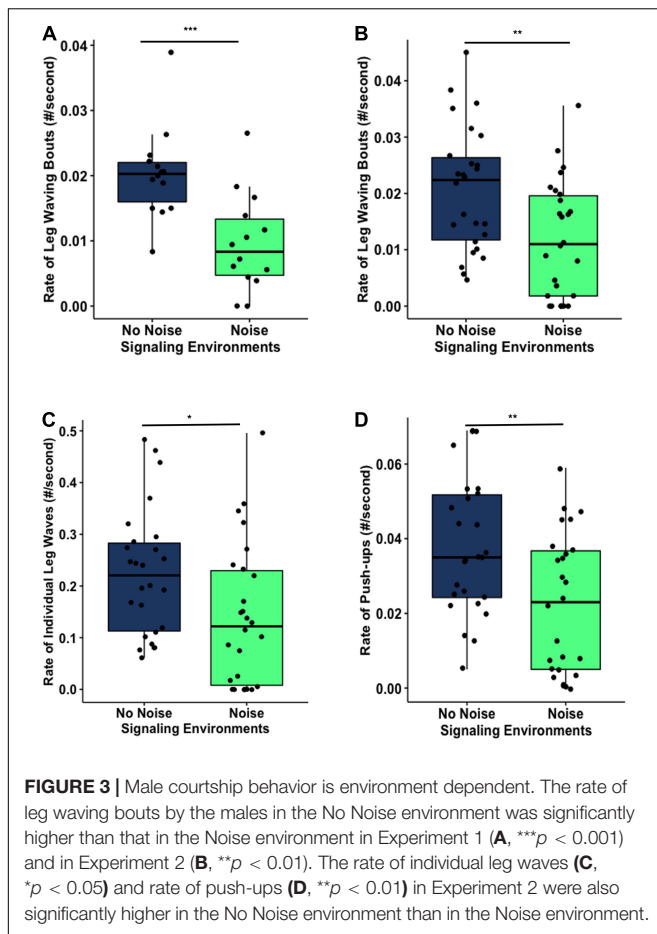 A
***
0.04
0.03
0.02
0.01
0.00
Rate of Leg Waving Bouts (#/second)
No Noise Noise
Signaling Environments
B
**
0.04
0.03
0.02
0.01
0.00
Rate of Leg Waving Bouts (#/second)
No Noise Noise
Signaling Environments
C
*
0.5
0.4
0.3
0.2
0.1
0.0
Rate of Individual Leg Waves (#/second)
No Noise Noise
Signaling Environments
D
**
0.06
0.04
0.02
0.00
Rate of Push-ups (#/second)
No Noise Noise
Signaling Environments
FIGURE 3 | Male courtship behavior is environment dependent. The rate of
leg waving bouts by the males in the No Noise environment was significantly
higher than that in the Noise environment in Experiment 1 (A, ***p < 0.001)
and in Experiment 2 (B, **p < 0.01). The rate of individual leg waves (C,
*p < 0.05) and rate of push-ups (D, **p < 0.01) in Experiment 2 were also
significantly higher in the No Noise environment than in the Noise environment.